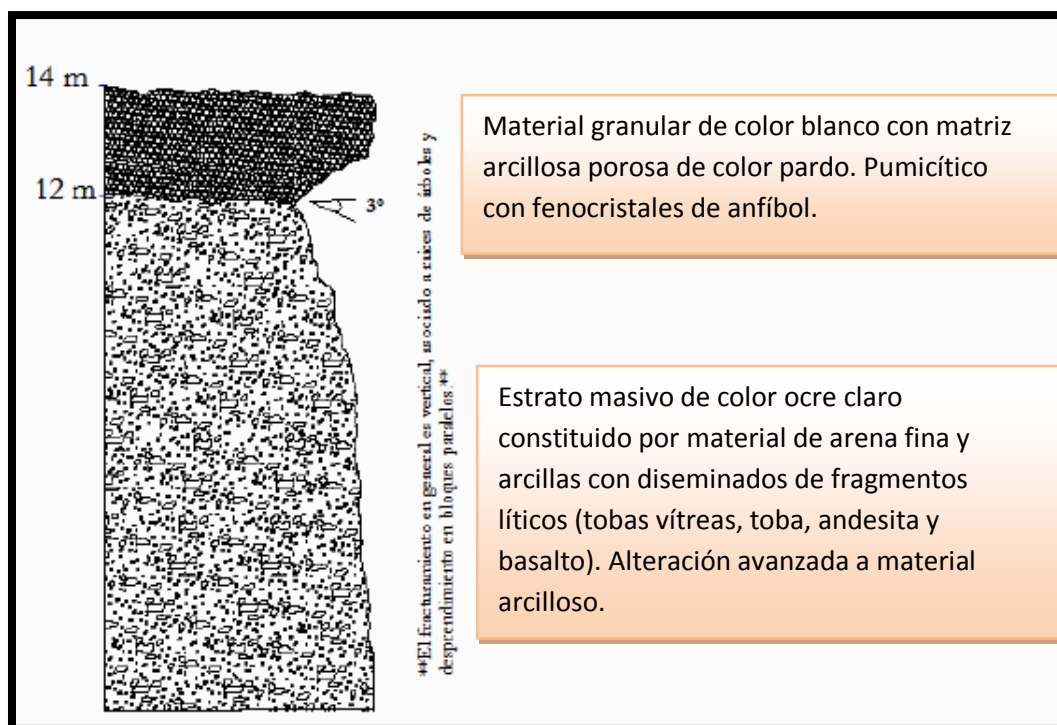 14 m
12 m
3°
**El fracturamiento en general es vertical, asociado a raices de árboles y
desprendimiento en bloques paralelos.**
Material granular de color blanco con matriz
arcillosa porosa de color pardo. Pumicítico
con fenocristales de anfíbol.
Estrato masivo de color ocre claro
constituido por material de arena fina y
arcillas con diseminados de fragmentos
líticos (tobas vítreas, toba, andesita y
basalto). Alteración avanzada a material
arcilloso.